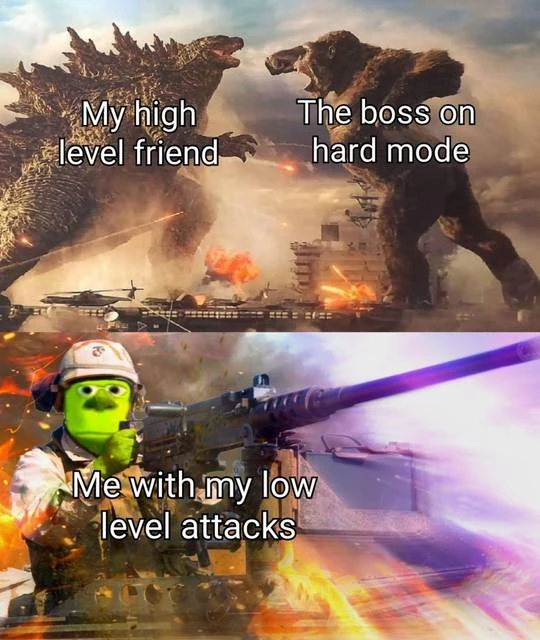 My high
level friend
The boss on
hard mode
Me with my low
level attacks